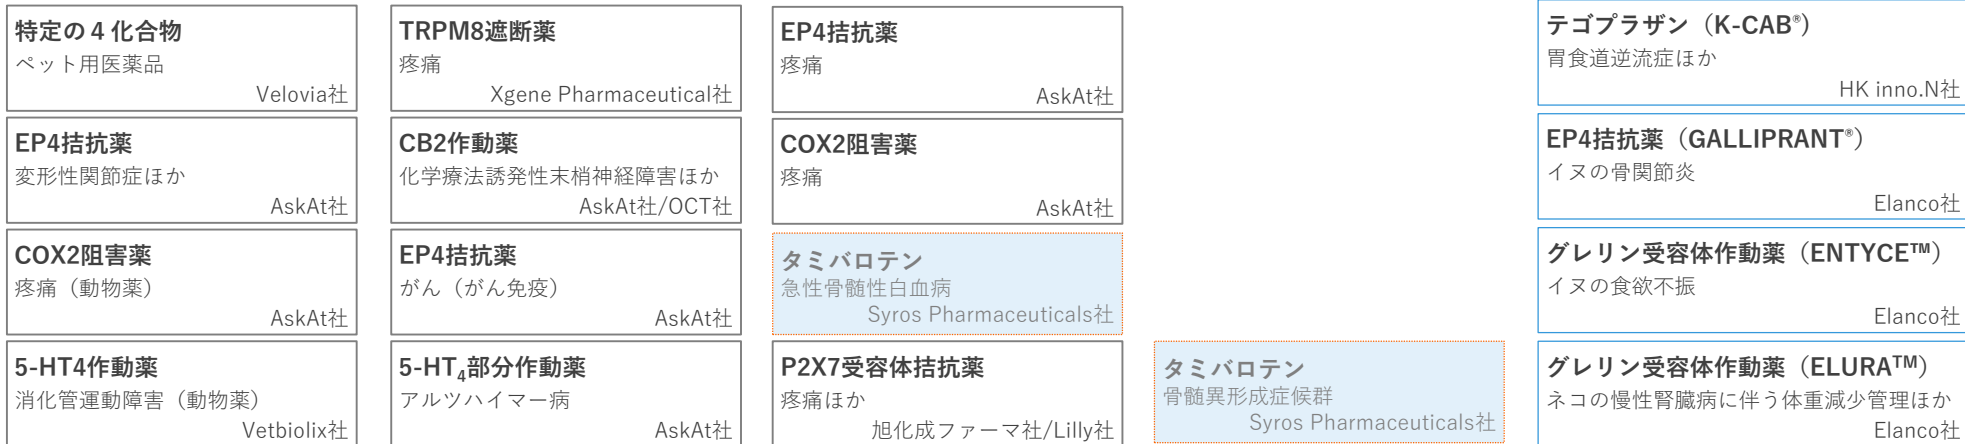 特定の４化合物
ペット用医薬品
Velovia社
EP4拮抗薬
変形性関節症ほか
AskAt社
COX2阻害薬
疼痛（動物薬）
AskAt社
5-HT4作動薬
消化管運動障害（動物薬）
Vetbiolix社
TRPM8遮断薬
疼痛
Xgene Pharmaceutical社
CB2作動薬
化学療法誘発性末梢神経障害ほか
AskAt社/OCT社
EP4拮抗薬
がん（がん免疫）
AskAt社
5-HT₄部分作動薬
アルツハイマー病
AskAt社
EP4拮抗薬
疼痛
AskAt社
COX2阻害薬
疼痛
AskAt社
タミバロテン
急性骨髄性白血病
Syros Pharmaceuticals社
P2X7受容体拮抗薬
疼痛ほか
旭化成ファーマ社/Lilly社
タミバロテン
骨髄異形成症候群
Syros Pharmaceuticals社
テゴプラザン（K-CAB®）
胃食道逆流症ほか
HK inno.N社
EP4拮抗薬（GALLIPRANT®）
イヌの骨関節炎
Elanco社
グレリン受容体作動薬（ENTYCE™）
イヌの食欲不振
Elanco社
グレリン受容体作動薬（ELURA™）
ネコの慢性腎臓病に伴う体重減少管理ほか
Elanco社